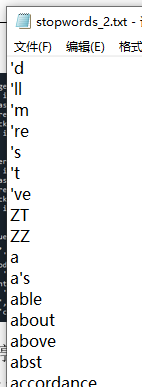 stopwords_2.txt - 
文件(F) 编辑(E) 格式
'd
'll
'm
're
's
't
've
ZT
ZZ
a
a's
able
about
above
abst
accordance